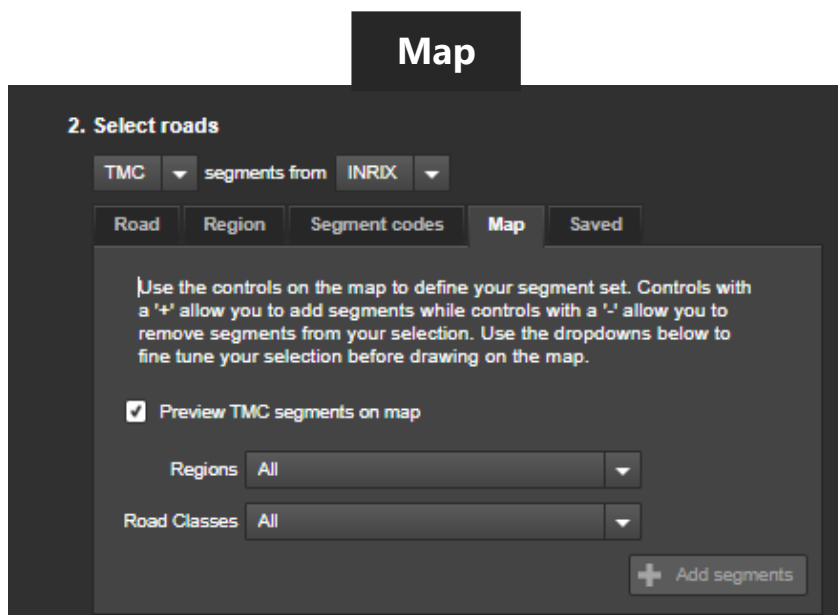 Map
2. Select roads
TMC segments from INRIX
Road Region Segment codes Map Saved
Use the controls on the map to define your segment set. Controls with
a '+' allow you to add segments while controls with a '-' allow you to
remove segments from your selection. Use the dropdowns below to
fine tune your selection before drawing on the map.
Preview TMC segments on map
Regions All
Road Classes All
Add segments